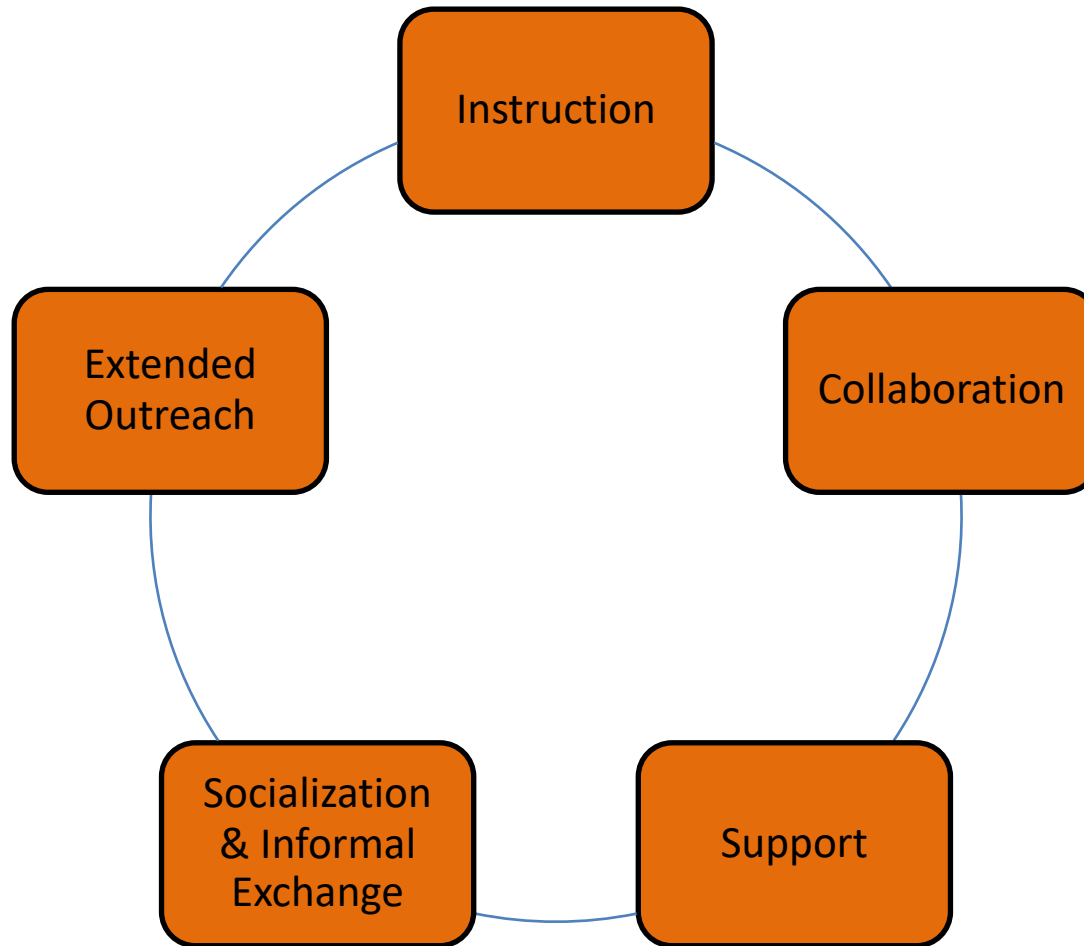 Instruction
Collaboration
Support
Socialization
& Informal
Exchange
Extended
Outreach